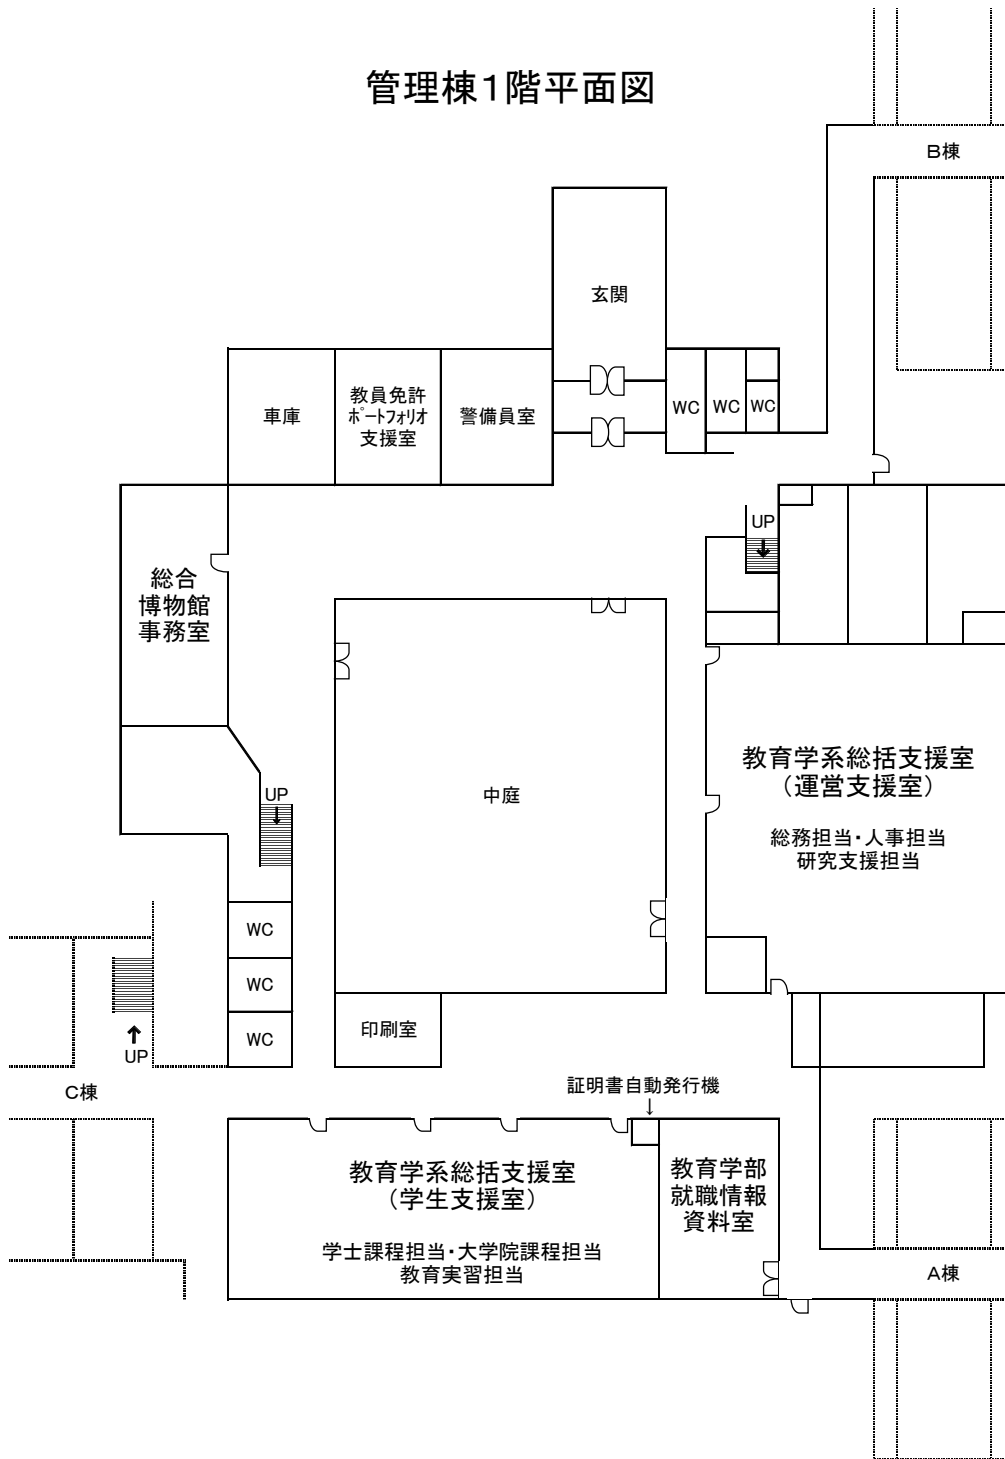 管理棟1階平面図
B棟
玄関
車庫
教員免許
ポートフォリオ
支援室
警備員室
WC
WC
WC
UP
総合
博物館
事務室
教育学系総括支援室
（運営支援室）
総務担当・人事担当
研究支援担当
中庭
UP
WC
WC
WC
UP
C棟
印刷室
証明書自動発行機
教育学系総括支援室
（学生支援室）
学士課程担当・大学院課程担当
教育実習担当
教育学部
就職情報
資料室
A棟